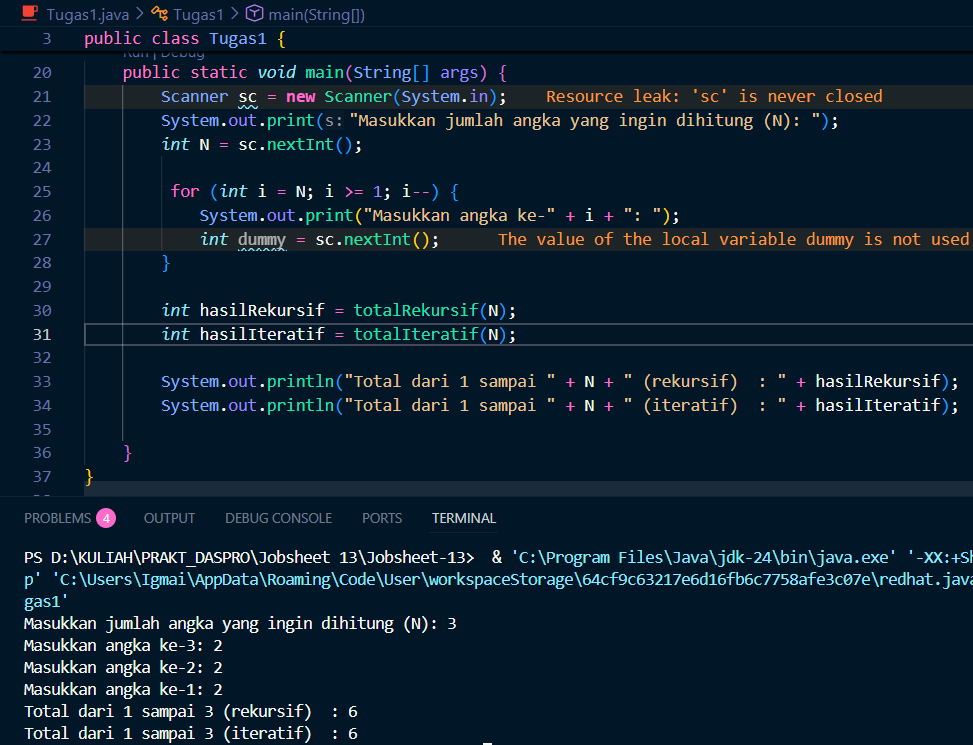 Tugas1.java > Tugas1 > main(String[])
3 public class Tugas1 {
Run | Debug
20 public static void main(String[] args) {
21 Scanner sc = new Scanner(System.in); Resource leak: 'sc' is never closed
22 System.out.print(s: "Masukkan jumlah angka yang ingin dihitung (N): ");
23 int N = sc.nextInt();
24
25 for (int i = N; i >= 1; i--) {
26 System.out.print("Masukkan angka ke-" + i + ": ");
27 int dummy = sc.nextInt(); The value of the local variable dummy is not used
28 }
29
30 int hasilRekursif = totalRekursif(N);
31 int hasilIteratif = totalIteratif(N);
32
33 System.out.println("Total dari 1 sampai " + N + " (rekursif)  : " + hasilRekursif);
34 System.out.println("Total dari 1 sampai " + N + " (iteratif)  : " + hasilIteratif);
35
36 }
37 }
PROBLEMS 4 OUTPUT DEBUG CONSOLE PORTS TERMINAL
PS D:\KULIAH\PRAKT_DASPRO\Jobsheet 13\Jobsheet-13>  & 'C:\Program Files\Java\jdk-24\bin\java.exe' '-XX:+Sh
p' 'C:\Users\Igmai\AppData\Roaming\Code\User\workspaceStorage\64cf9c63217e6d16fb6c7758afe3c07e\redhat.java
gas1'
Masukkan jumlah angka yang ingin dihitung (N): 3
Masukkan angka ke-3: 2
Masukkan angka ke-2: 2
Masukkan angka ke-1: 2
Total dari 1 sampai 3 (rekursif)  : 6
Total dari 1 sampai 3 (iteratif)  : 6